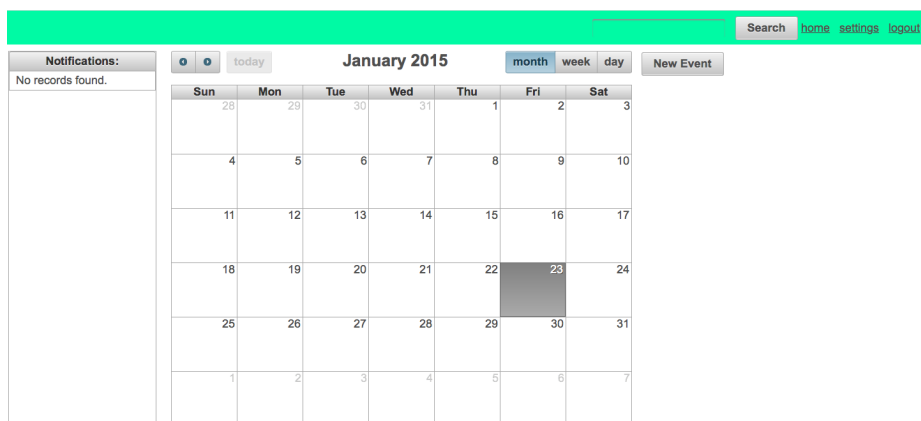 Search home settings logout
Notifications:
No records found.
today January 2015 month week day New Event
Sun Mon Tue Wed Thu Fri Sat
28 29 30 31 1 2 3
4 5 6 7 8 9 10
11 12 13 14 15 16 17
18 19 20 21 22 23 24
25 26 27 28 29 30 31
1 2 3 4 5 6 7